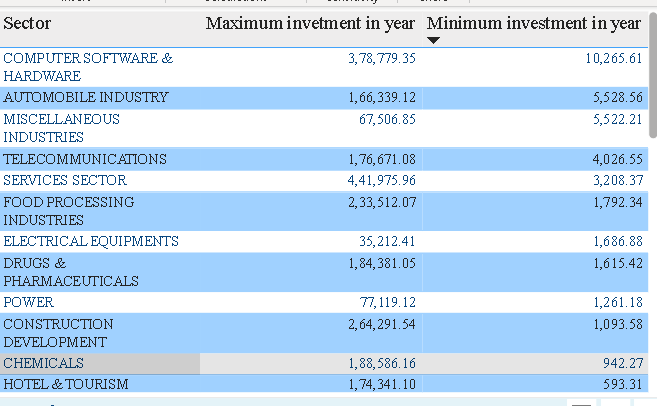 Sector Maximum invetment in year Minimum investment in year
COMPUTER SOFTWARE & 3,78,779.35 10,265.61
HARDWARE
AUTOMOBILE INDUSTRY 1,66,339.12 5,528.56
MISCELLANEOUS 67,506.85 5,522.21
INDUSTRIES
TELECOMMUNICATIONS 1,76,671.08 4,026.55
SERVICES SECTOR 4,41,975.96 3,208.37
FOOD PROCESSING 2,33,512.07 1,792.34
INDUSTRIES
ELECTRICAL EQUIPMENTS 35,212.41 1,686.88
DRUGS & 1,84,381.05 1,615.42
PHARMACEUTICALS
POWER 77,119.12 1,261.18
CONSTRUCTION 2,64,291.54 1,093.58
DEVELOPMENT
CHEMICALS 1,88,586.16 942.27
HOTEL & TOURISM 1,74,341.10 593.31